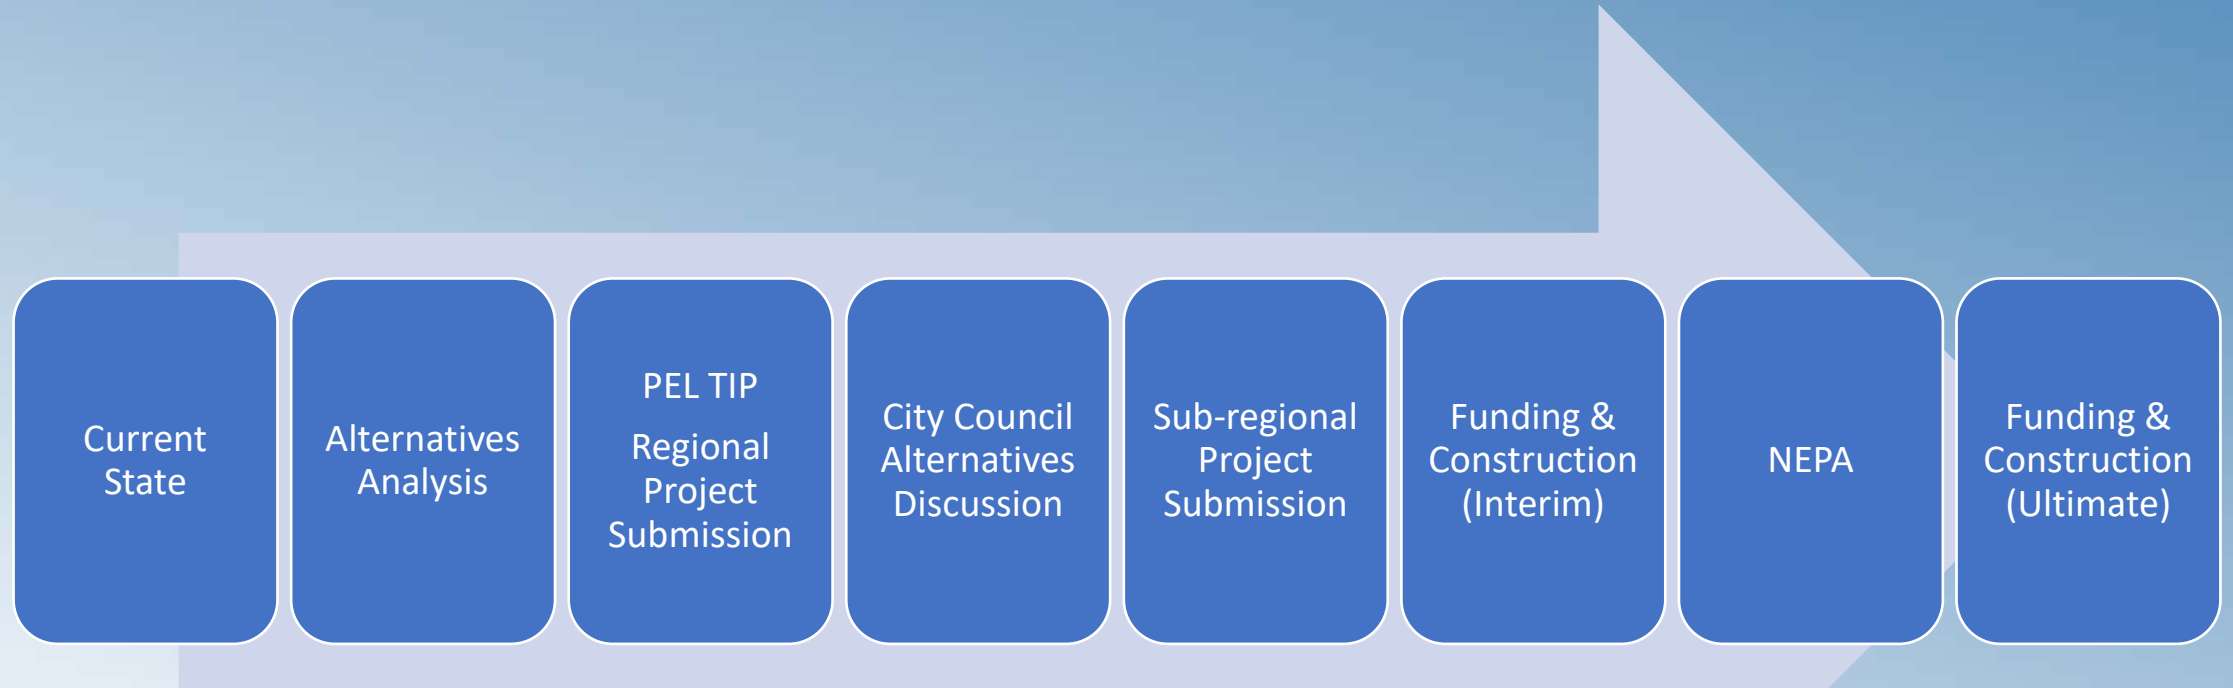 Current
State
Alternatives
Analysis
PEL TIP
Regional
Project
Submission
City Council
Alternatives
Discussion
Sub-regional
Project
Submission
Funding &
Construction
(Interim)
NEPA
Funding &
Construction
(Ultimate)